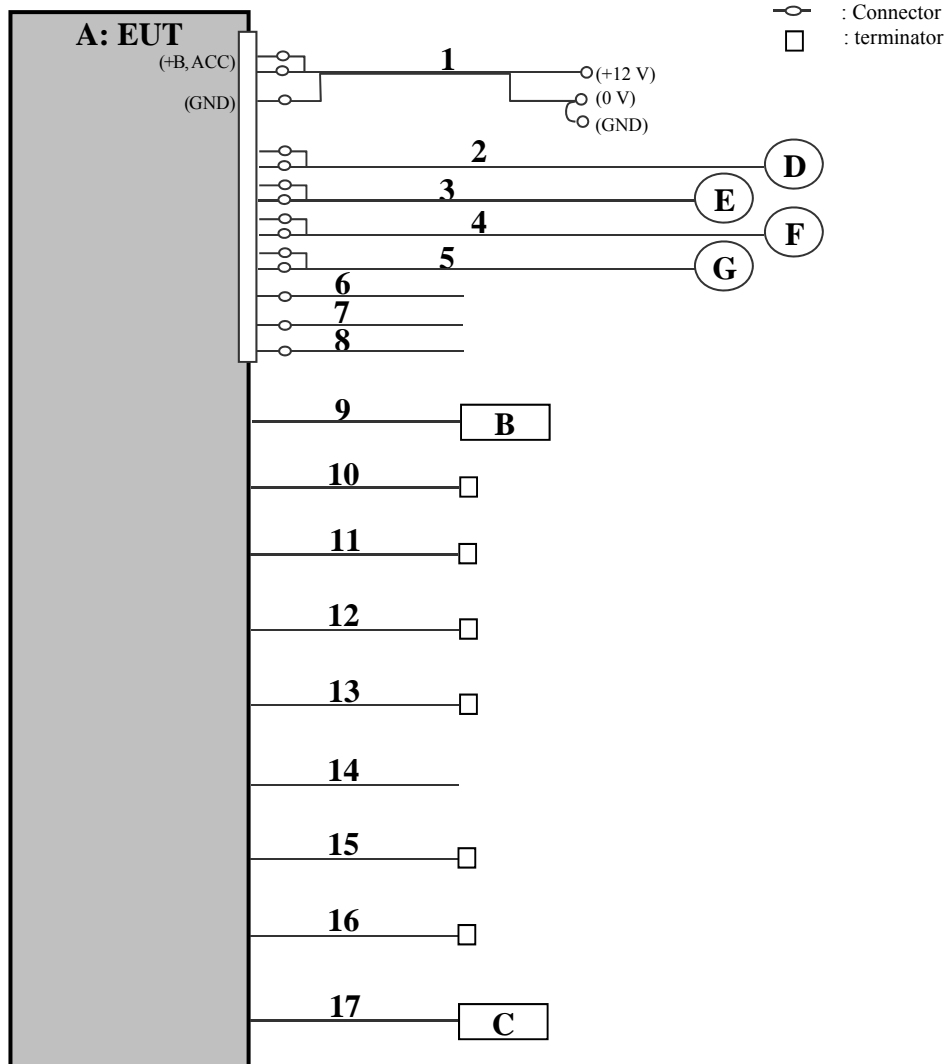 : Connector
: terminator
A: EUT
(+B, ACC)
1
(+12 V)
(GND)
(0 V)
(GND)
2
D
3
E
4
F
5
G
6
7
8
9
B
10
11
12
13
14
15
16
17
C